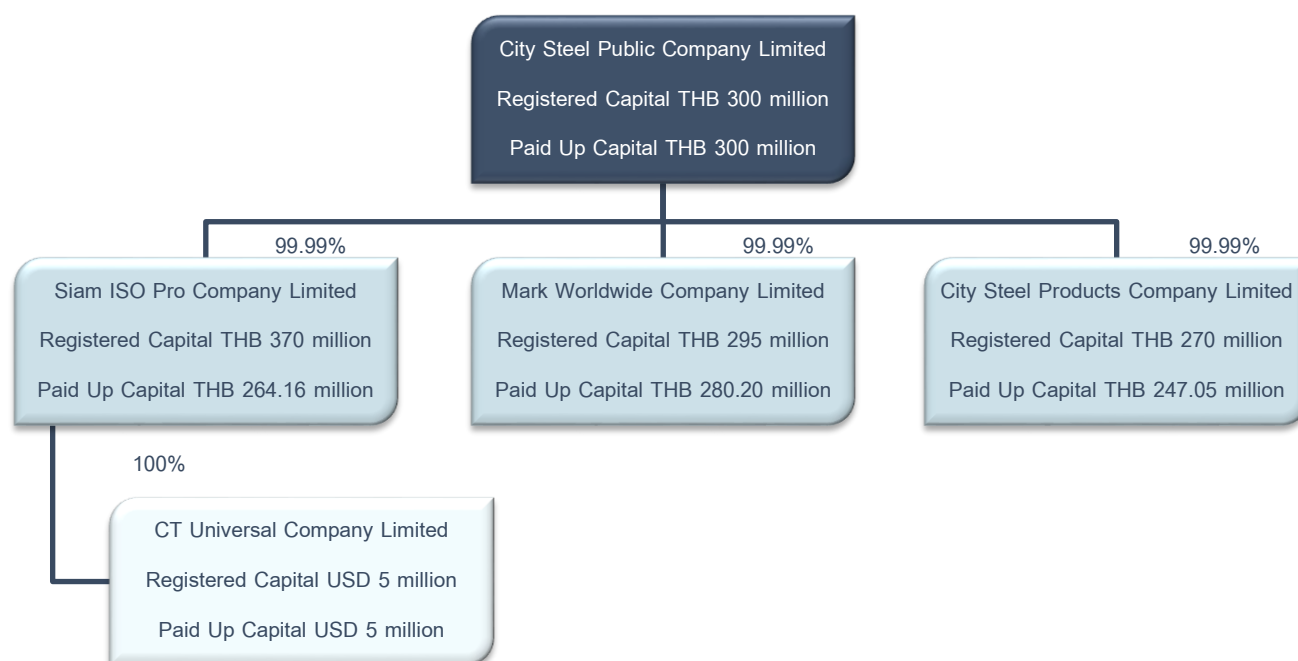 City Steel Public Company Limited
Registered Capital THB 300 million
Paid Up Capital THB 300 million
99.99%
99.99%
99.99%
Siam ISO Pro Company Limited
Registered Capital THB 370 million
Paid Up Capital THB 264.16 million
Mark Worldwide Company Limited
Registered Capital THB 295 million
Paid Up Capital THB 280.20 million
City Steel Products Company Limited
Registered Capital THB 270 million
Paid Up Capital THB 247.05 million
100%
CT Universal Company Limited
Registered Capital USD 5 million
Paid Up Capital USD 5 million